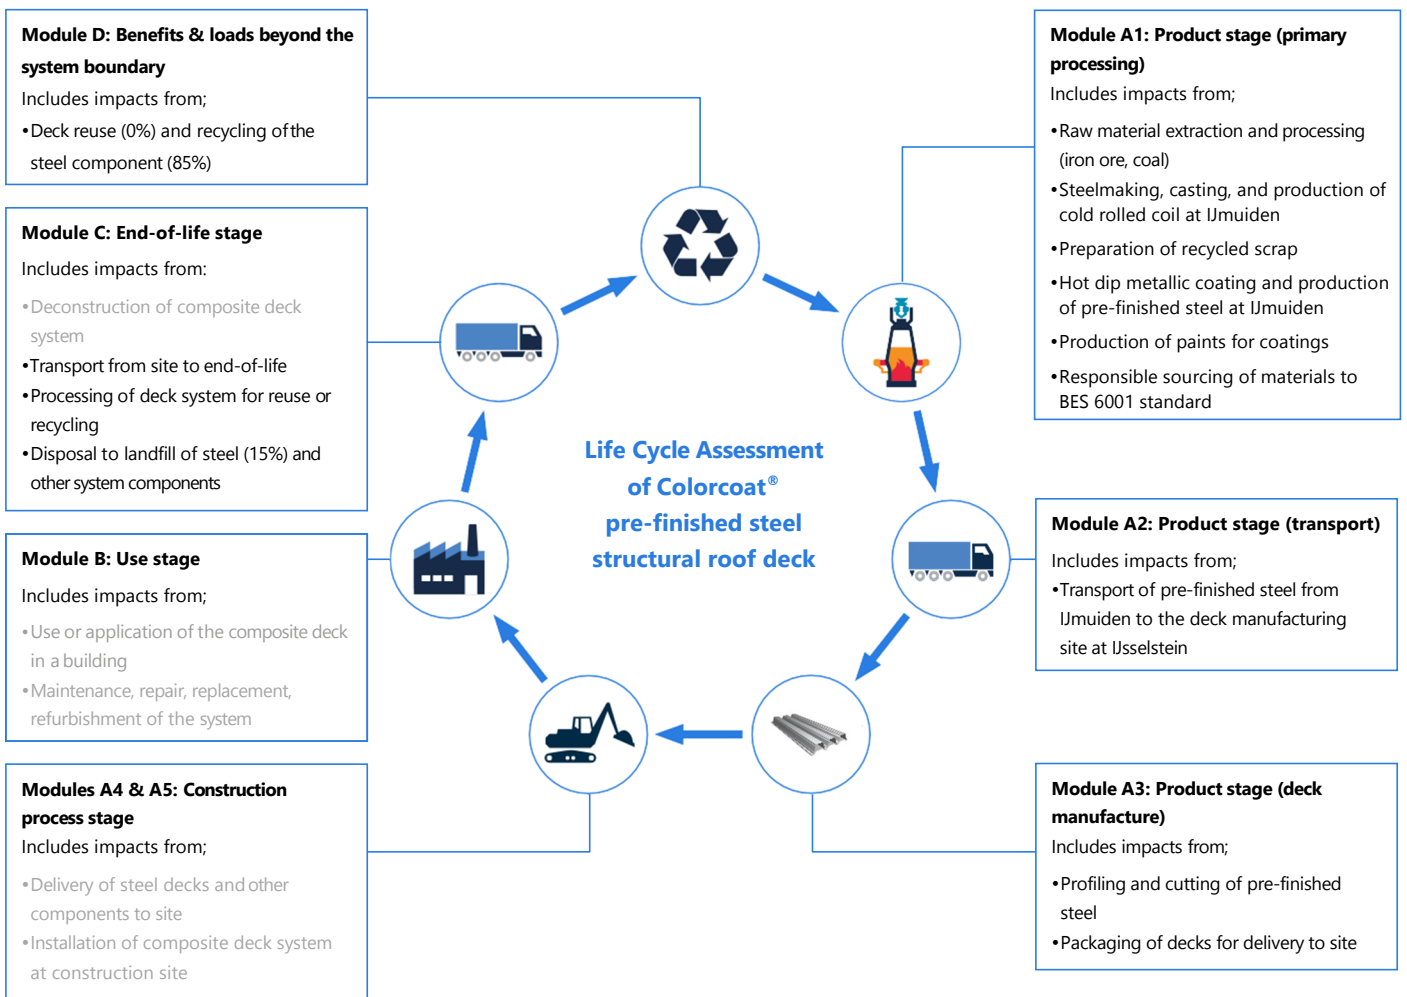 Module D: Benefits & loads beyond the
system boundary
Includes impacts from;
•Deck reuse (0%) and recycling of the
steel component (85%)
Module C: End-of-life stage
Includes impacts from:
•Deconstruction of composite deck
system
•Transport from site to end-of-life
•Processing of deck system for reuse or
recycling
•Disposal to landfill of steel (15%) and
other system components
Module B: Use stage
Includes impacts from;
•Use or application of the composite deck
in a building
•Maintenance, repair, replacement,
refurbishment of the system
Modules A4 & A5: Construction
process stage
Includes impacts from;
•Delivery of steel decks and other
components to site
•Installation of composite deck system
at construction site
Life Cycle Assessment
of Colorcoat®
pre-finished steel
structural roof deck
Module A1: Product stage (primary
processing)
Includes impacts from;
•Raw material extraction and processing
(iron ore, coal)
•Steelmaking, casting, and production of
cold rolled coil at IJmuiden
•Preparation of recycled scrap
•Hot dip metallic coating and production
of pre-finished steel at IJmuiden
•Production of paints for coatings
•Responsible sourcing of materials to
BES 6001 standard
Module A2: Product stage (transport)
Includes impacts from;
•Transport of pre-finished steel from
IJmuiden to the deck manufacturing
site at IJsselstein
Module A3: Product stage (deck
manufacture)
Includes impacts from;
•Profiling and cutting of pre-finished
steel
•Packaging of decks for delivery to site